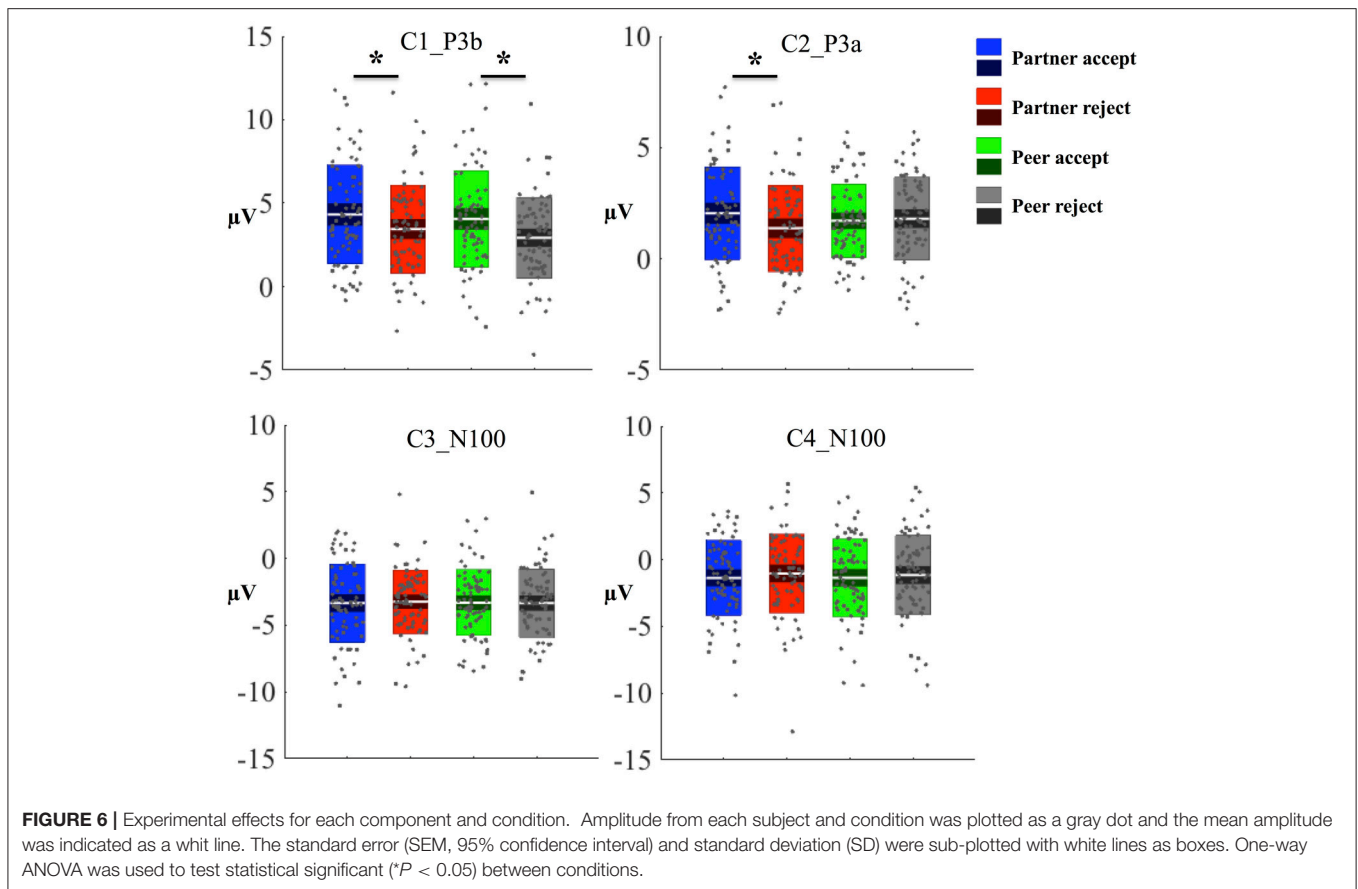 C1_P3b
15
10
5
0
-5
μV
*
*
C2_P3a
10
5
0
-5
μV
*
Partner accept
Partner reject
Peer accept
Peer reject
C3_N100
10
5
0
-5
-10
-15
μV
C4_N100
10
5
0
-5
-10
-15
μV
FIGURE 6 | Experimental effects for each component and condition. Amplitude from each subject and condition was plotted as a gray dot and the mean amplitude
was indicated as a whit line. The standard error (SEM, 95% confidence interval) and standard deviation (SD) were sub-plotted with white lines as boxes. One-way
ANOVA was used to test statistical significant (*P < 0.05) between conditions.